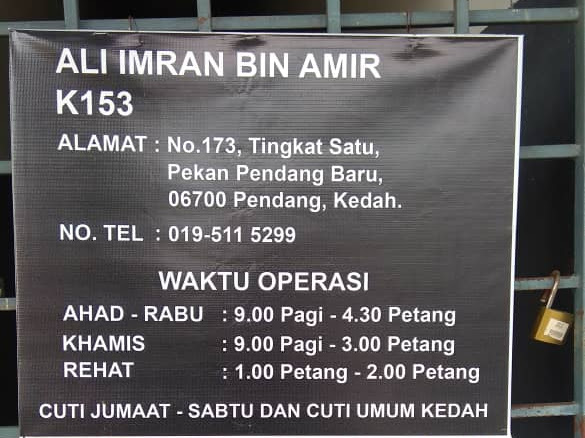 ALI IMRAN BIN AMIR
K153
ALAMAT : No.173, Tingkat Satu,
Pekan Pendang Baru,
06700 Pendang, Kedah.
NO. TEL : 019-511 5299
WAKTU OPERASI
AHAD - RABU : 9.00 Pagi - 4.30 Petang
KHAMIS : 9.00 Pagi - 3.00 Petang
REHAT : 1.00 Petang - 2.00 Petang
CUTI JUMAAT - SABTU DAN CUTI UMUM KEDAH